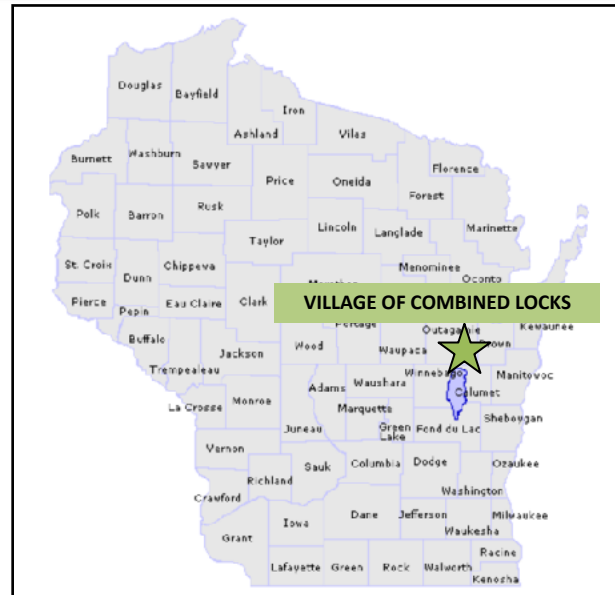 Douglas
Bayfield
Iron
Ashland
Vilas
Florence
Burnett
Washburn
Sawyer
Price
Oneida
Forest
Polk
Barron
Rusk
Lincoln
Langlade
Marinette
Taylor
St. Croix
Dunn
Chippewa
Menominee
Oconto
Pierce
Pepin
Eau Claire
Clark
VILLAGE OF COMBINED LOCKS
Portage
Outagamie
Brown
Kewaunee
Buffalo
Trempealeau
Jackson
Wood
Waupaca
Winnebago
Calumet
Manitowoc
La Crosse
Monroe
Adams
Waushara
Marquette
Green
Lake
Fond du Lac
Sheboygan
Juneau
Vernon
Richland
Sauk
Columbia
Dodge
Ozaukee
Washington
Crawford
Iowa
Dane
Jefferson
Waukesha
Milwaukee
Grant
Lafayette
Green
Rock
Walworth
Racine
Kenosha